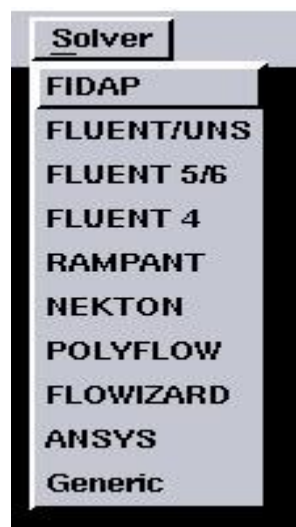 Solver
FIDAP
FLUENT/UNS
FLUENT 5/6
FLUENT 4
RAMPANT
NEKTON
POLYFLOW
FLOWIZARD
ANSYS
Generic